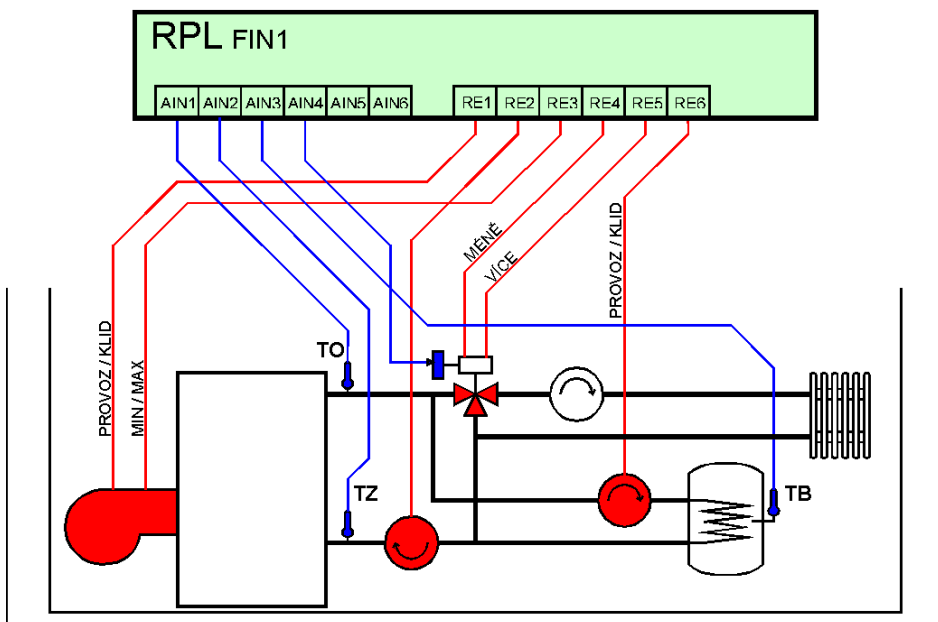 RPL FIN1
AIN1 AIN2 AIN3 AIN4 AIN5 AIN6 RE1 RE2 RE3 RE4 RE5 RE6
MÉNĚ
VÍCE
PROVOZ / KLID
PROVOZ / KLID
MIN / MAX
TO
TZ
TB